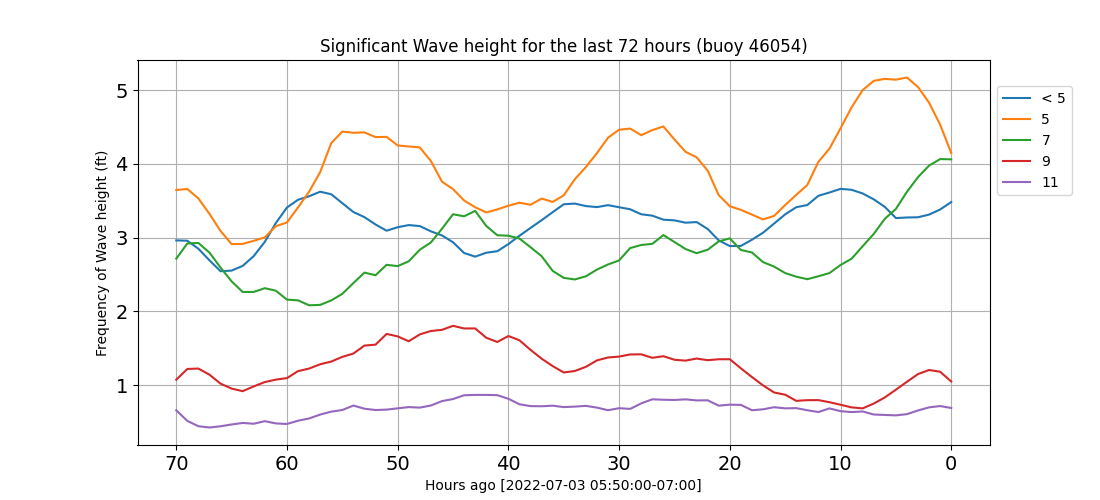 Significant Wave height for the last 72 hours (buoy 46054)
Frequency of Wave height (ft)
5
4
3
2
1
70 60 50 40 30 20 10 0
Hours ago [2022-07-03 05:50:00-07:00]
< 5
5
7
9
11